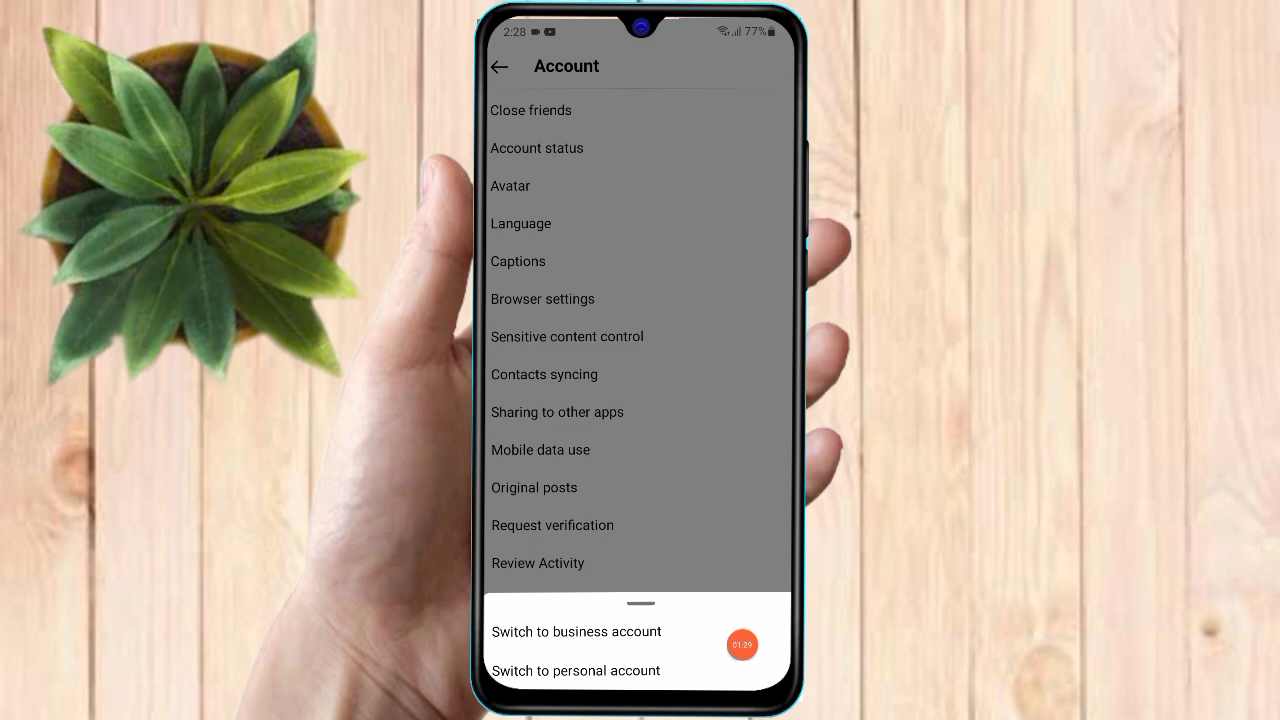 2:28 77%
Account
Close friends
Account status
Avatar
Language
Captions
Browser settings
Sensitive content control
Contacts syncing
Sharing to other apps
Mobile data use
Original posts
Request verification
Review Activity
Switch to business account
01:29
Switch to personal account